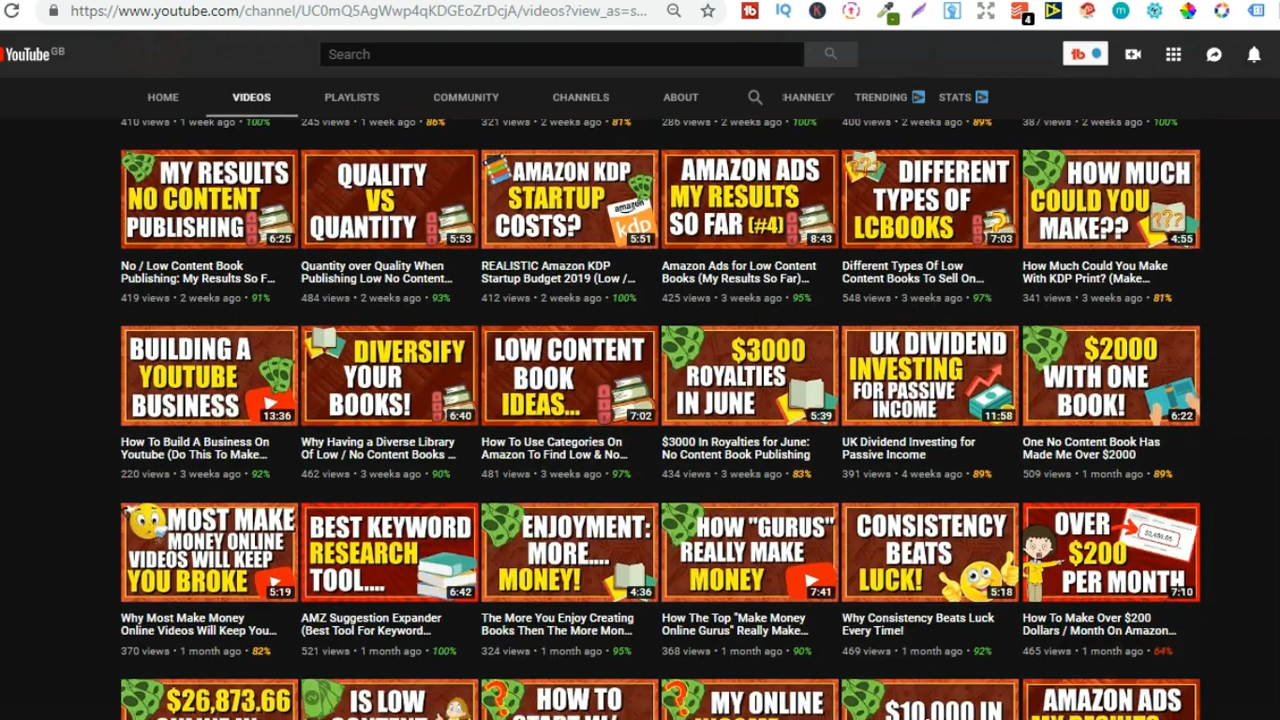 https://www.youtube.com/channel/UC0mQ5AgWwp4qKDGEoZrDcjA/videos?view_as=s...
YouTube GB
Search
HOME
VIDEOS
PLAYLISTS
COMMUNITY
CHANNELS
ABOUT
:HANNELY
TRENDING
STATS
410 views • 1 week ago • 100%
245 views • 1 week ago • 86%
321 views • 2 weeks ago • 81%
286 views • 2 weeks ago • 100%
400 views • 2 weeks ago • 89%
387 views • 2 weeks ago • 100%
MY RESULTS
NO CONTENT
PUBLISHING
6:25
QUALITY
VS
QUANTITY
5:53
AMAZON KDP
STARTUP
COSTS?
amazon
kdp
5:51
AMAZON ADS
MY RESULTS
SO FAR (#4)
8:43
DIFFERENT
TYPES OF
LCBOOKS
7:03
HOW MUCH
COULD YOU
MAKE??
4:55
No / Low Content Book
Publishing: My Results So F...
419 views • 2 weeks ago • 91%
Quantity over Quality When
Publishing Low No Content...
484 views • 2 weeks ago • 93%
REALISTIC Amazon KDP
Startup Budget 2019 (Low /...
412 views • 2 weeks ago • 100%
Amazon Ads for Low Content
Books (My Results So Far)...
425 views • 3 weeks ago • 95%
Different Types Of Low
Content Books To Sell On...
548 views • 3 weeks ago • 97%
How Much Could You Make
With KDP Print? (Make...
341 views • 3 weeks ago • 81%
BUILDING A
YOUTUBE
BUSINESS
13:36
DIVERSIFY
YOUR
BOOKS!
6:40
LOW CONTENT
BOOK
IDEAS...
7:02
$3000
ROYALTIES
IN JUNE
5:39
UK DIVIDEND
INVESTING
FOR PASSIVE
INCOME
11:58
$2000
WITH ONE
BOOK!
6:22
How To Build A Business On
Youtube (Do This To Make...
220 views • 3 weeks ago • 92%
Why Having a Diverse Library
Of Low / No Content Books ...
462 views • 3 weeks ago • 90%
How To Use Categories On
Amazon To Find Low & No...
481 views • 3 weeks ago • 97%
$3000 In Royalties for June:
No Content Book Publishing
434 views • 3 weeks ago • 83%
UK Dividend Investing for
Passive Income
391 views • 4 weeks ago • 89%
One No Content Book Has
Made Me Over $2000
509 views • 1 month ago • 89%
MOST MAKE
MONEY ONLINE
VIDEOS WILL KEEP
YOU BROKE
5:19
BEST KEYWORD
RESEARCH
TOOL....
6:42
ENJOYMENT:
MORE....
MONEY!
4:36
HOW "GURUS"
REALLY MAKE
MONEY
7:41
CONSISTENCY
BEATS
LUCK!
5:18
OVER
$200
PER MONTH
7:10
Why Most Make Money
Online Videos Will Keep You...
370 views • 1 month ago • 82%
AMZ Suggestion Expander
(Best Tool For Keyword...
521 views • 1 month ago • 100%
The More You Enjoy Creating
Books Then The More Mon...
324 views • 1 month ago • 95%
How The Top "Make Money
Online Gurus" Really Make...
368 views • 1 month ago • 90%
Why Consistency Beats Luck
Every Time!
469 views • 1 month ago • 92%
How To Make Over $200
Dollars / Month On Amazon...
465 views • 1 month ago • 64%
$26,873.66
ONLINE IN
IS LOW
CONTENT
HOW TO
START W/
MY ONLINE
INCOME
$10,000 IN
AMAZON ADS
MY RESULTS